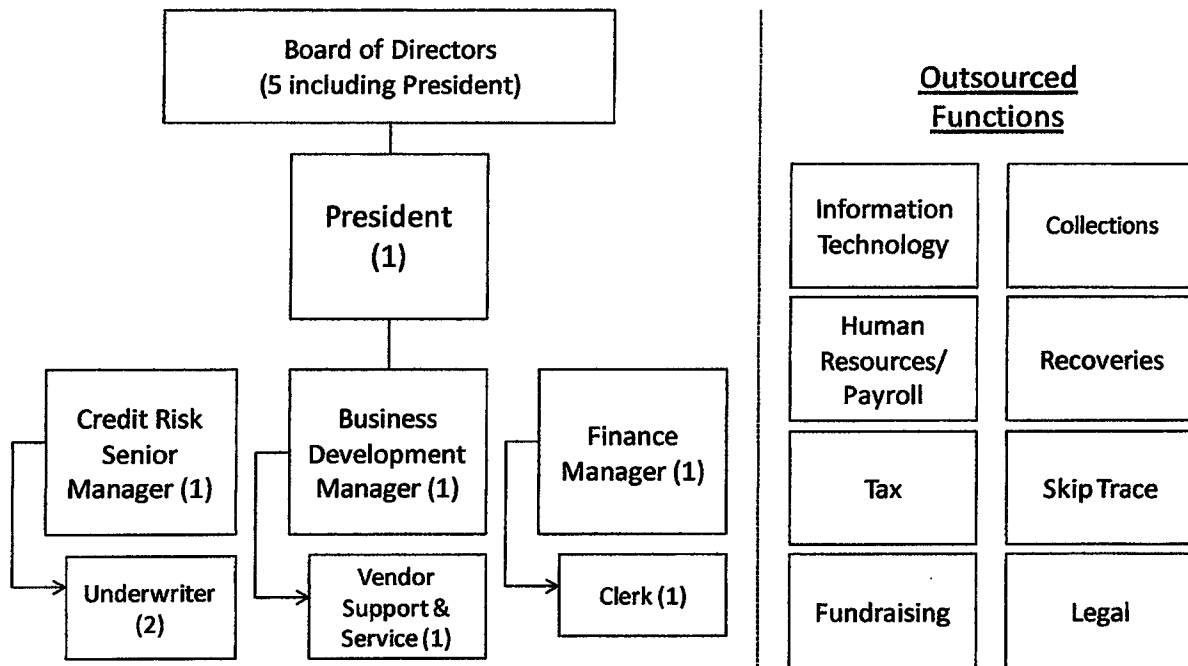 Board of Directors
(5 including President)
President
(1)
Credit Risk
Senior
Manager (1)
Business
Development
Manager (1)
Finance
Manager (1)
Underwriter
(2)
Vendor
Support &
Service (1)
Clerk (1)
Outsourced
Functions
Information
Technology
Collections
Human
Resources/
Payroll
Recoveries
Tax
Skip Trace
Fundraising
Legal